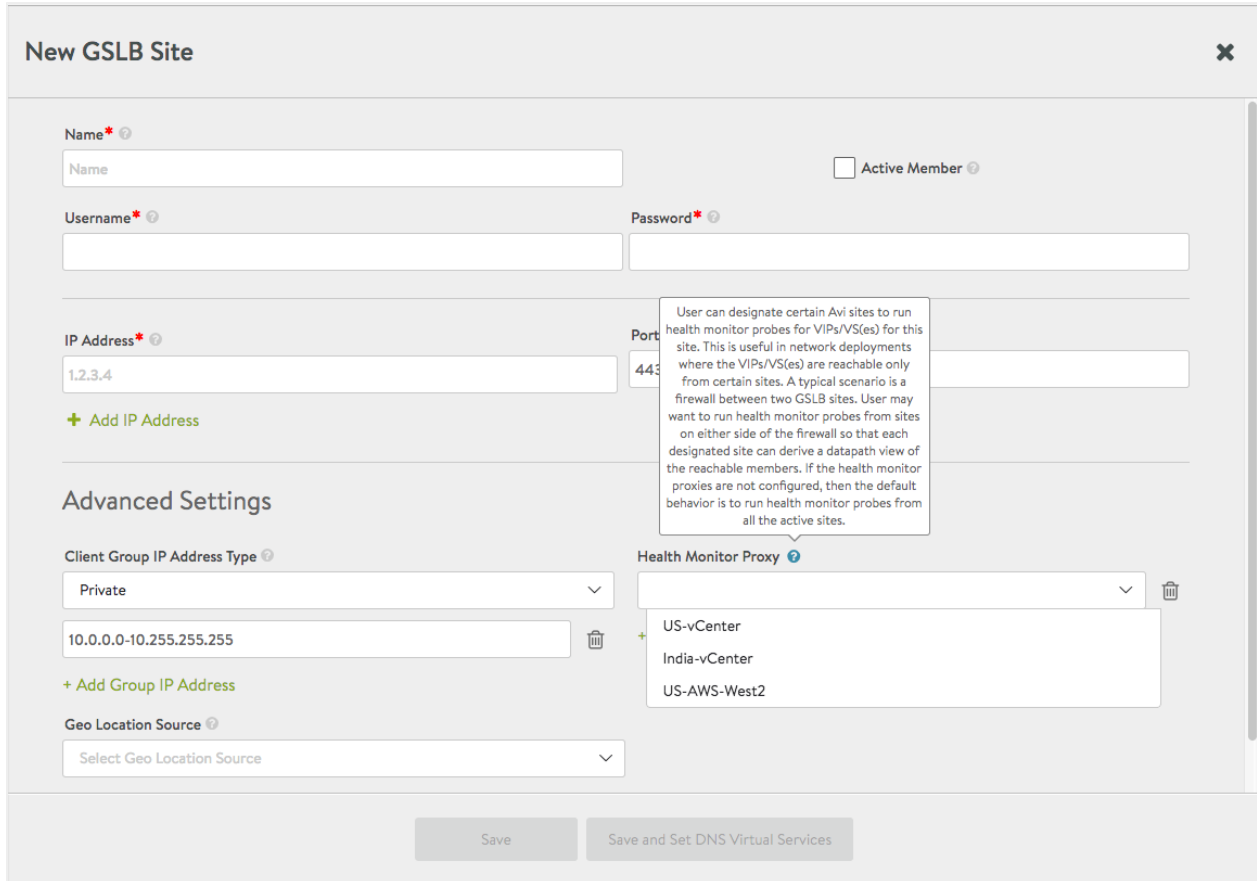 New GSLB Site
Name*
Name
Active Member
Username*
Password*
IP Address*
1.2.3.4
Port
443
+ Add IP Address
User can designate certain Avi sites to run
health monitor probes for VIPs/VS(es) for this
site. This is useful in network deployments
where the VIPs/VS(es) are reachable only
from certain sites. A typical scenario is a
firewall between two GSLB sites. User may
want to run health monitor probes from sites
on either side of the firewall so that each
designated site can derive a datapath view of
the reachable members. If the health monitor
proxies are not configured, then the default
behavior is to run health monitor probes from
all the active sites.
Advanced Settings
Client Group IP Address Type
Private
10.0.0.0-10.255.255.255
+ Add Group IP Address
Health Monitor Proxy
+
US-vCenter
India-vCenter
US-AWS-West2
Geo Location Source
Select Geo Location Source
Save
Save and Set DNS Virtual Services